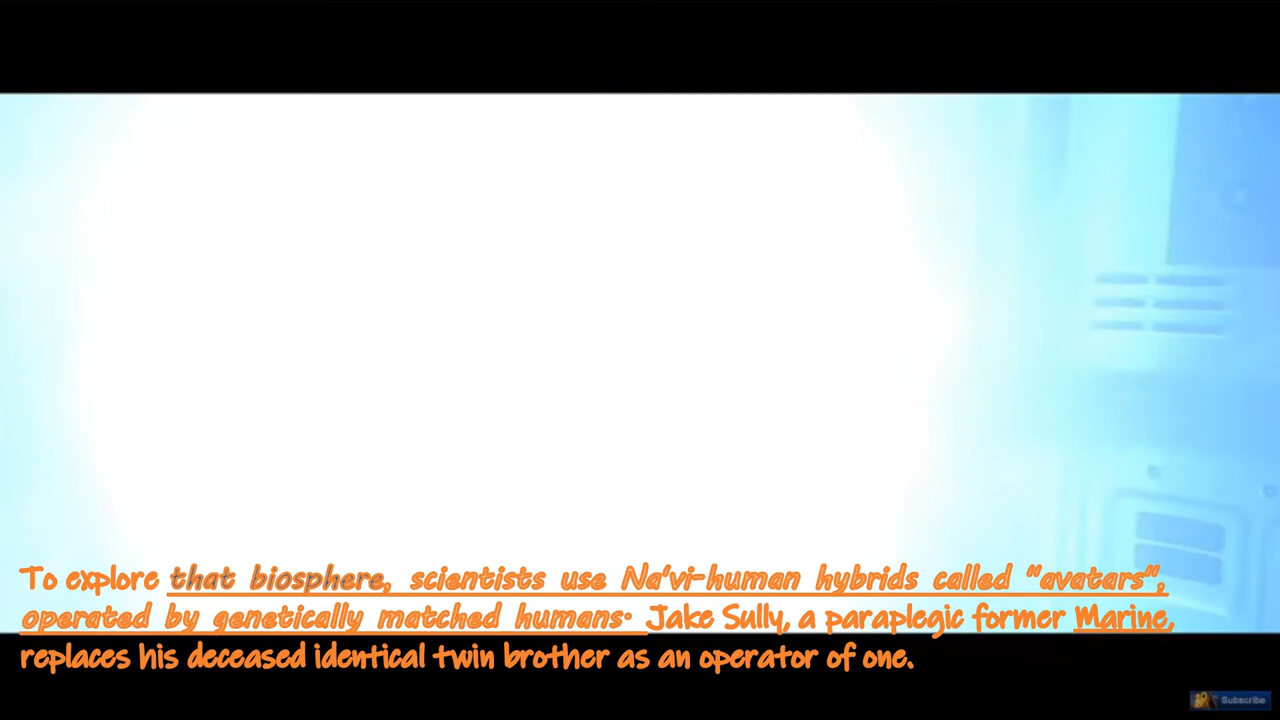 To explore that biosphere, scientists use Na'vi-human hybrids called "avatars",
operated by genetically matched humans. Jake Sully, a paraplegic former Marine,
replaces his deceased identical twin brother as an operator of one.
Subscribe